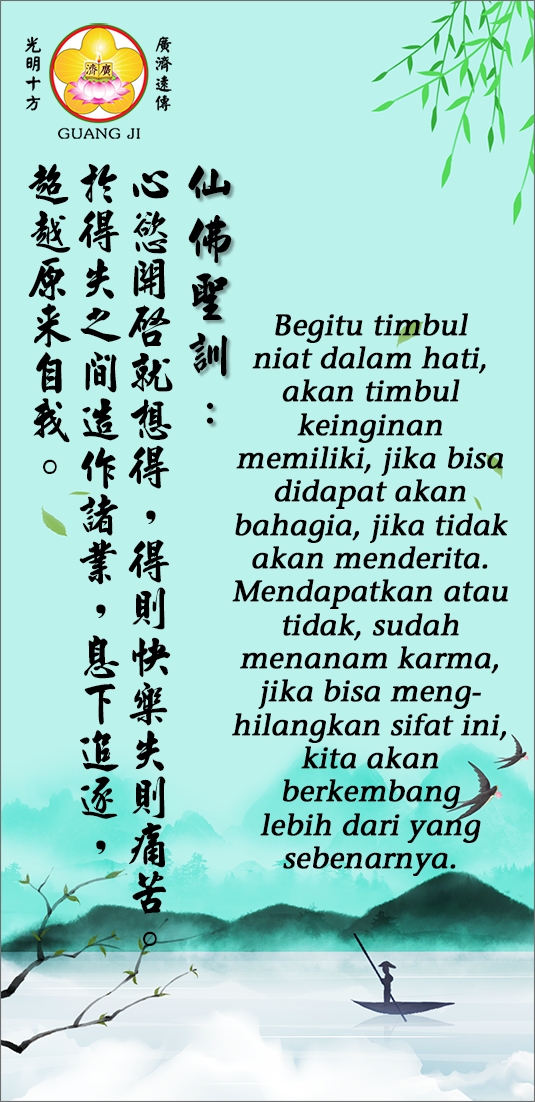 廣濟遠傳
光明十方
廣濟
GUANG JI
仙佛聖訓：
心慾開啓就想得，得則快樂失則痛苦。
於得失之間造作諸業，息下追逐，
超越原来自我。
Begitu timbul
niat dalam hati,
akan timbul
keinginan
memiliki, jika bisa
didapat akan
bahagia, jika tidak
akan menderita.
Mendapatkan atau
tidak, sudah
menanam karma,
jika bisa meng-
hilangkan sifat ini,
kita akan
berkembang
lebih dari yang
sebenarnya.